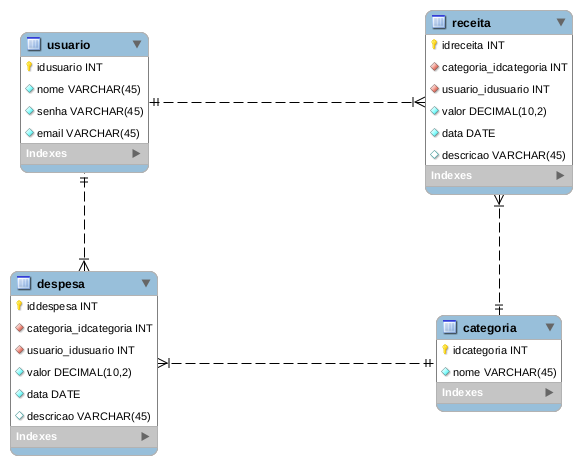 usuario
idusuario INT
nome VARCHAR(45)
senha VARCHAR(45)
email VARCHAR(45)
Indexes
receita
idreceita INT
categoria_idcategoria INT
usuario_idusuario INT
valor DECIMAL(10,2)
data DATE
descricao VARCHAR(45)
Indexes
despesa
iddespesa INT
categoria_idcategoria INT
usuario_idusuario INT
valor DECIMAL(10,2)
data DATE
descricao VARCHAR(45)
Indexes
categoria
idcategoria INT
nome VARCHAR(45)
Indexes